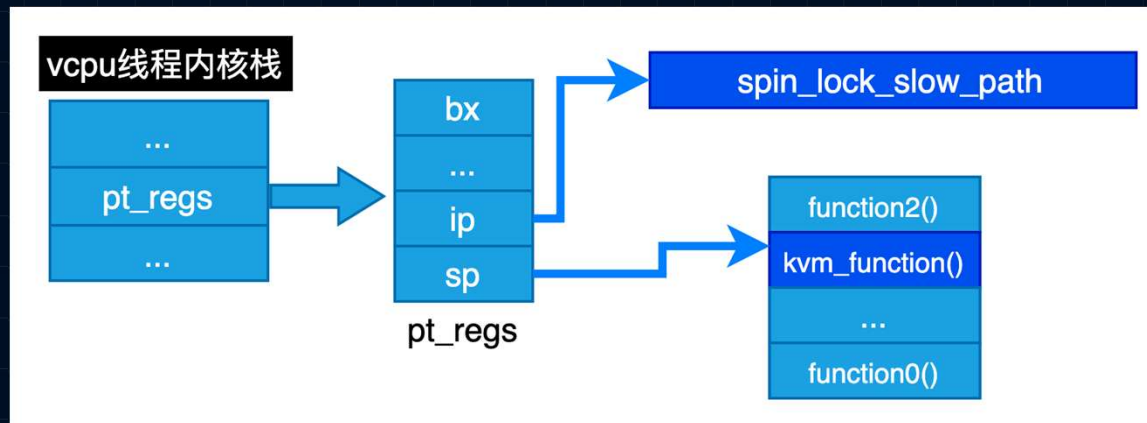 vcpu线程内核栈
...
pt_regs
...
bx
...
ip
sp
pt_regs
spin_lock_slow_path
function2()
kvm_function()
...
function0()